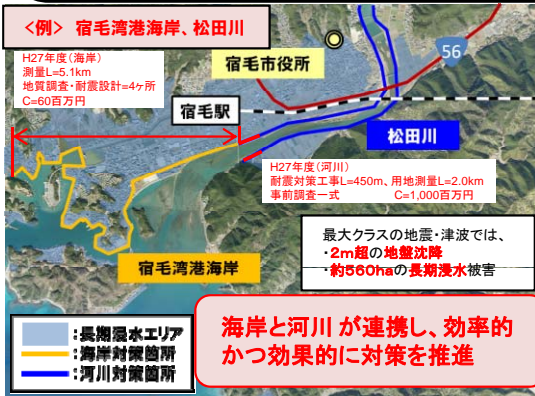 <例> 宿毛湾港海岸、松田川
H27年度(海岸)
測量L=5.1km
地質調査・耐震設計=4ヶ所
C=60百万円
宿毛市役所
56
宿毛駅
松田川
H27年度(河川)
耐震対策工事L=450m、用地測量L=2.0km
事前調査一式 C=1,000百万円
宿毛湾港海岸
最大クラスの地震・津波では、
・2m超の地盤沈降
・約560haの長期浸水被害
:長期浸水エリア
:海岸対策箇所
:河川対策箇所
海岸と河川 が連携し、効率的
かつ効果的に対策を推進